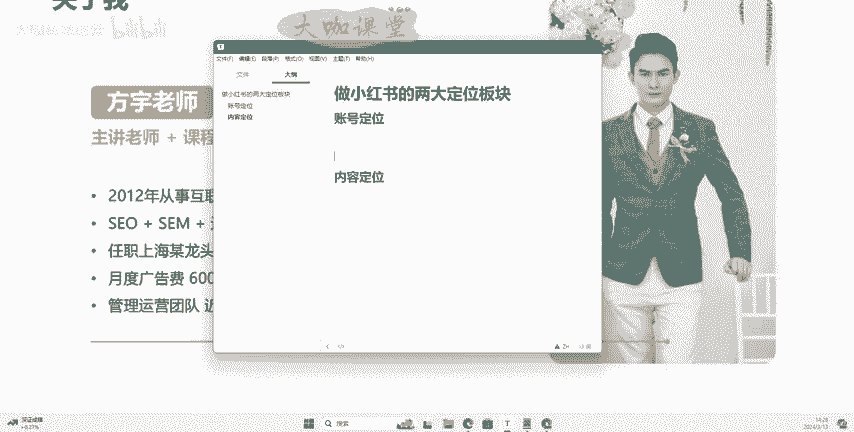 大咖课堂
bilibili
文件(F) 编辑(E) 段落(P) 格式(O) 视图(V) 主题(T) 帮助(H)
文件 大纲
做小红书的两大定位板块
账号定位
内容定位
做小红书的两大定位板块
账号定位
内容定位
方宇老师
主讲老师 + 课程
• 2012年从事互联
• SEO + SEM +
• 任职上海某龙头
• 月度广告费 600
• 管理运营团队 近
搜索